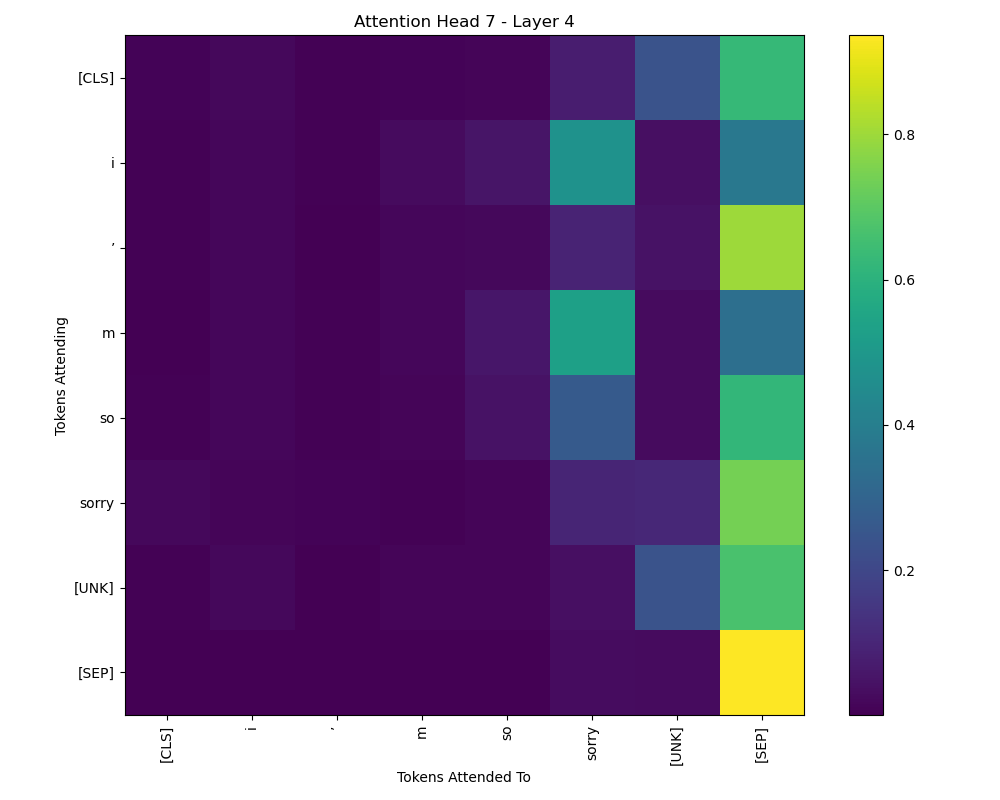 Attention Head 7 - Layer 4
Tokens Attending
[CLS]
i
’
m
so
sorry
[UNK]
[SEP]
[CLS]
i
’
m
so
sorry
[UNK]
[SEP]
Tokens Attended To
0.8
0.6
0.4
0.2